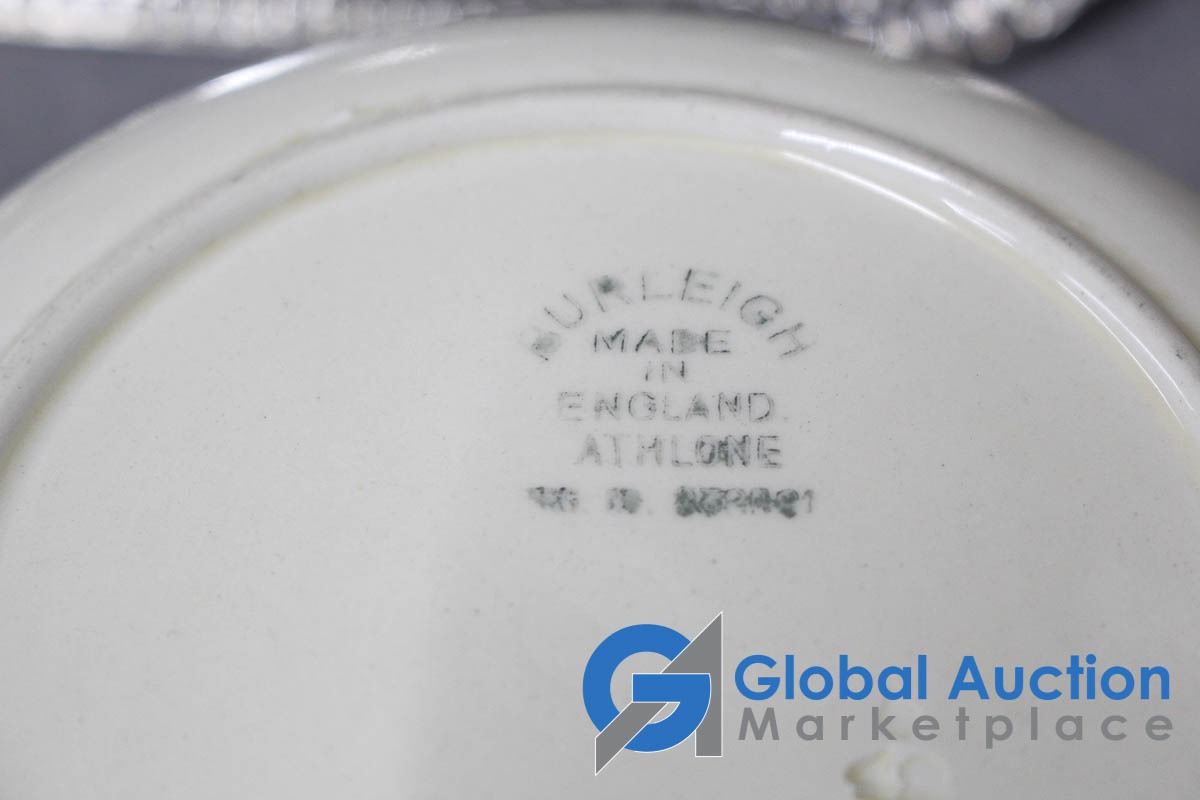 BURLEIGH
MADE
IN
ENGLAND.
ATHLONE
Global Auction
Marketplace